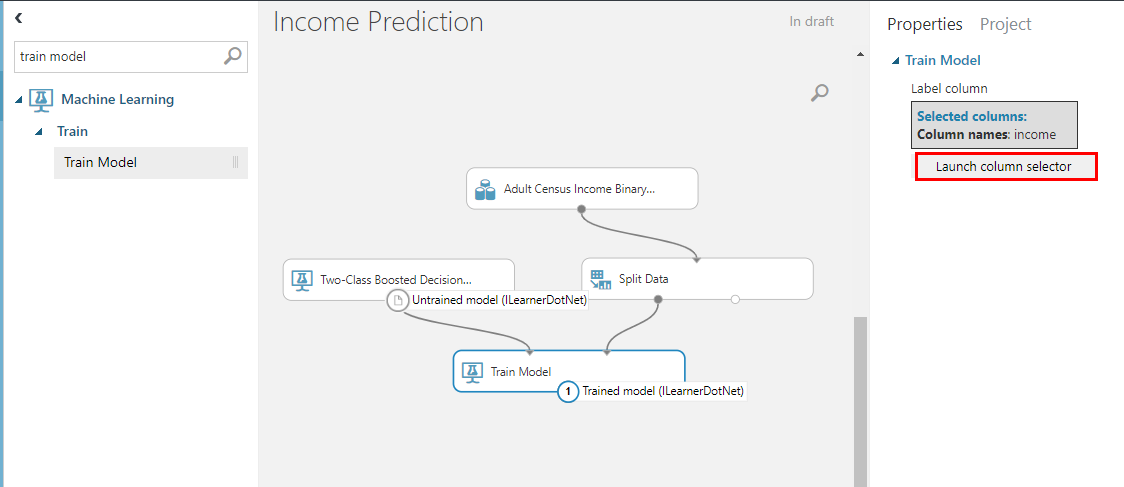 train model
Machine Learning
Train
Train Model
Income Prediction
In draft
Adult Census Income Binary...
Two-Class Boosted Decision...
Split Data
Untrained model (ILearnerDotNet)
Train Model
1 Trained model (ILearnerDotNet)
Properties Project
Train Model
Label column
Selected columns:
Column names: income
Launch column selector